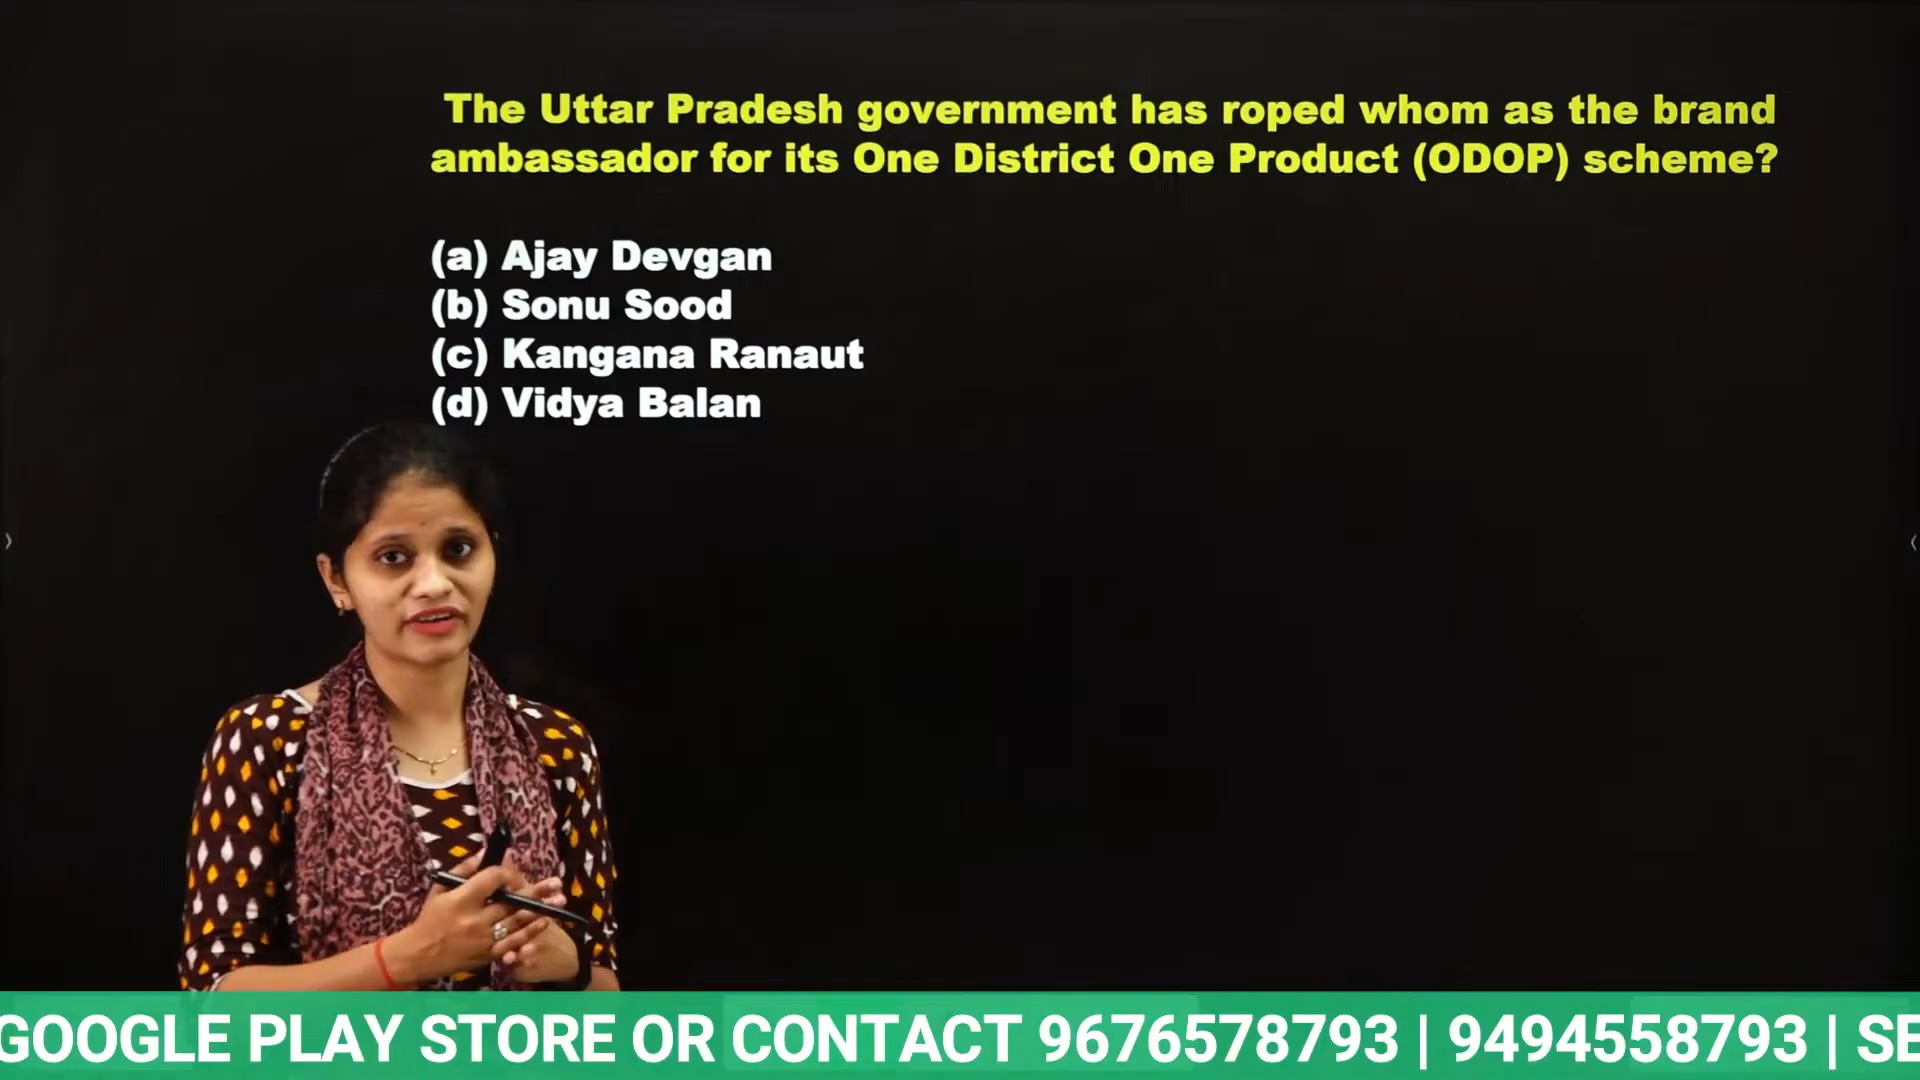 The Uttar Pradesh government has roped whom as the brand
ambassador for its One District One Product (ODOP) scheme?
(a) Ajay Devgan
(b) Sonu Sood
(c) Kangana Ranaut
(d) Vidya Balan
GOOGLE PLAY STORE OR CONTACT 9676578793 | 9494558793 | SE